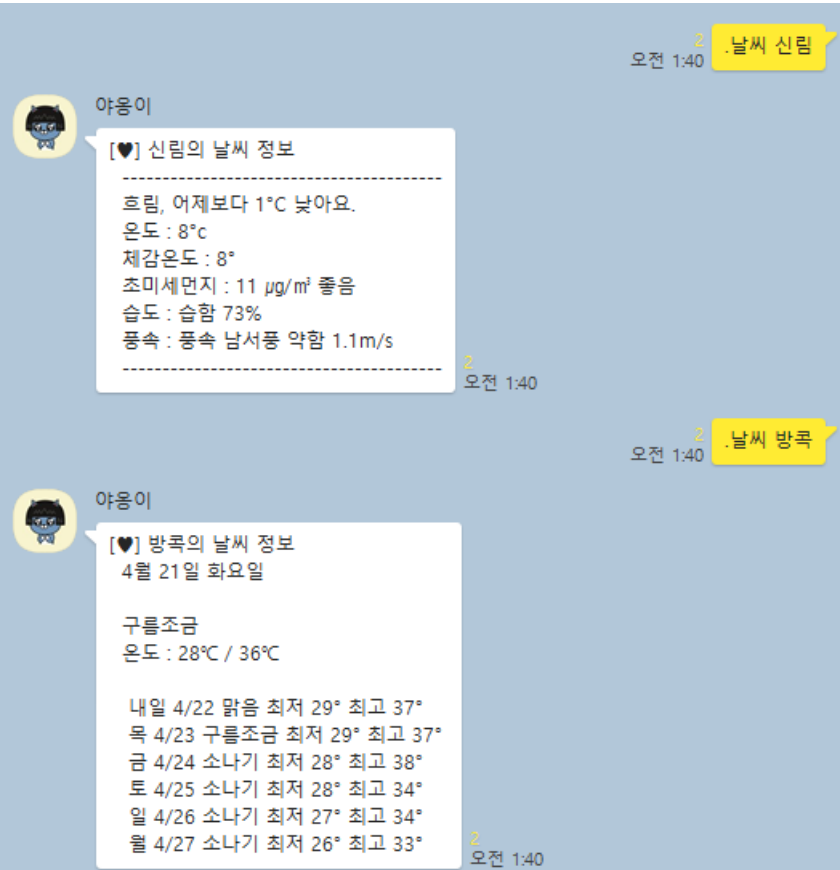 .날씨 신림
2
오전 1:40
야옹이
[♥] 신림의 날씨 정보
----------------------------------------
흐림, 어제보다 1°C 낮아요.
온도 : 8°c
체감온도 : 8°
초미세먼지 : 11 ㎍/㎥ 좋음
습도 : 습함 73%
풍속 : 풍속 남서풍 약함 1.1m/s
----------------------------------------
2
오전 1:40
.날씨 방콕
2
오전 1:40
야옹이
[♥] 방콕의 날씨 정보
4월 21일 화요일
구름조금
온도 : 28℃ / 36℃
내일 4/22 맑음 최저 29° 최고 37°
목 4/23 구름조금 최저 29° 최고 37°
금 4/24 소나기 최저 28° 최고 38°
토 4/25 소나기 최저 28° 최고 34°
일 4/26 소나기 최저 27° 최고 34°
월 4/27 소나기 최저 26° 최고 33°
2
오전 1:40